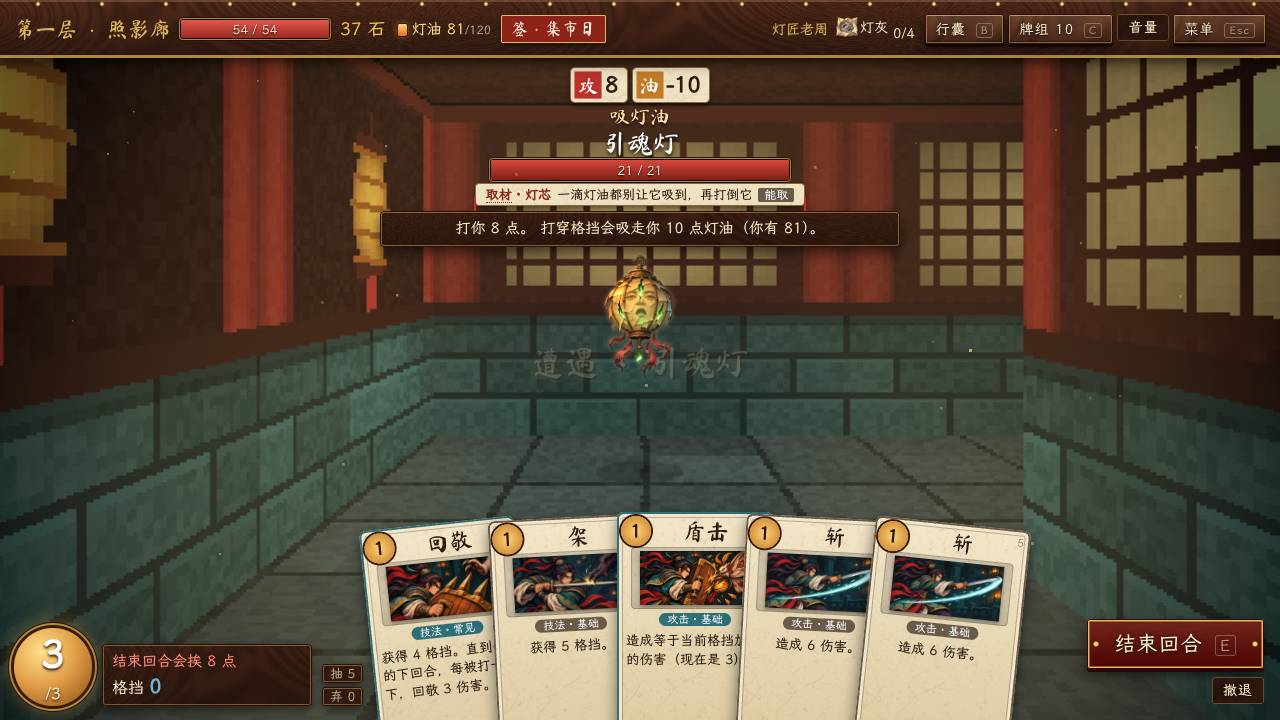 第一层 · 照影廊
54 / 54
37 石
灯油 81/120
签 · 集市日
灯匠老周
灯灰 0/4
行囊 B
牌组 10 C
音量
菜单 Esc
攻 8
油 -10
吸灯油
引魂灯
21 / 21
取材 · 灯芯 一滴灯油都别让它吸到，再打倒它 能取
打你 8 点。 打穿格挡会吸走你 10 点灯油（你有 81）。
遭遇 引魂灯
1 回敬
技法 · 常见
获得 4 格挡。直到
的下回合，每被打一
下，回敬 3 伤害。
1 架
技法 · 基础
获得 5 格挡。
1 盾击
攻击 · 基础
造成等于当前格挡
的伤害（现在是 3）
1 斩
攻击 · 基础
造成 6 伤害。
1 斩 5
攻击 · 基础
造成 6 伤害。
3
/3
结束回合会挨 8 点
格挡 0
抽 5
弃 0
结束回合 E
撤退